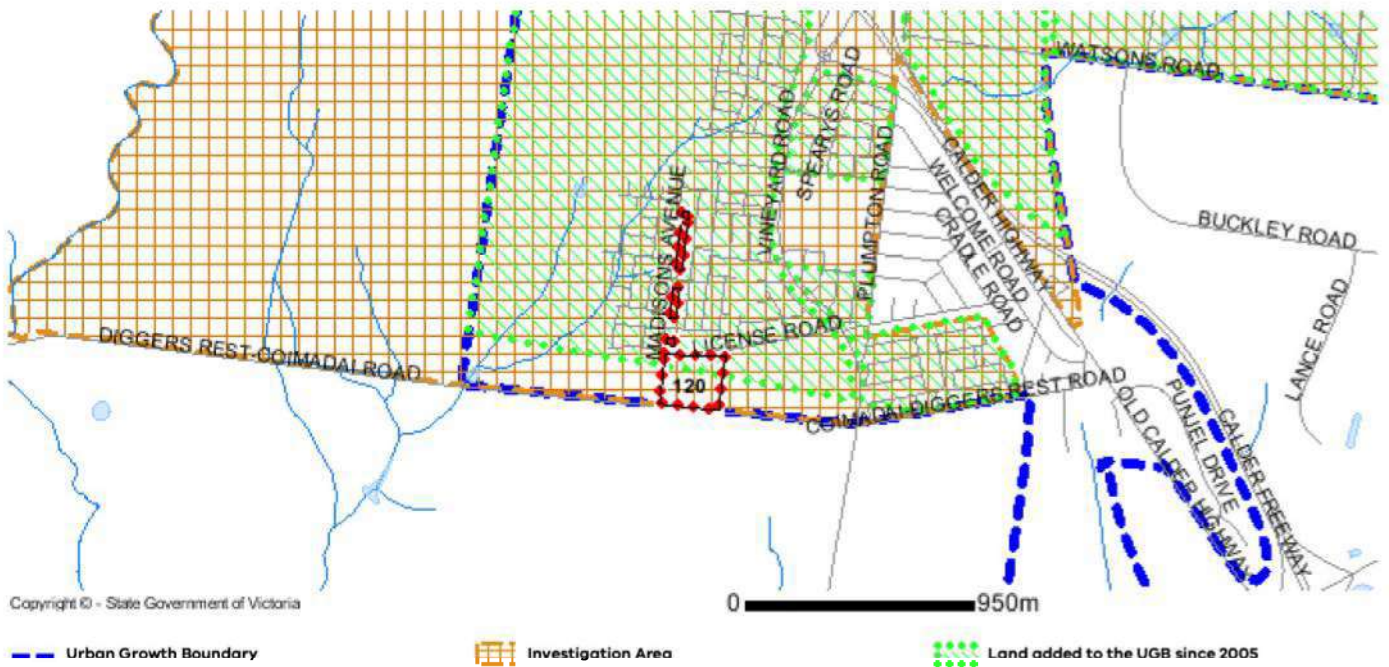 WATSONS ROAD
SPEARYS ROAD
VINEYARD ROAD
CALDER HIGHWAY
PLUMPTON ROAD
WELCOME ROAD
CRADLE ROAD
MADISONS AVENUE
BUCKLEY ROAD
LICENSE ROAD
LANCE ROAD
DIGGERS REST-COIMADAI ROAD
120
COIMADAI-DIGGERS REST ROAD
OLD CALDER HIGHWAY
PUNJEL DRIVE
CALDER FREEWAY
Copyright © - State Government of Victoria
0 950m
Urban Growth Boundary
Investigation Area
Land added to the UGB since 2005